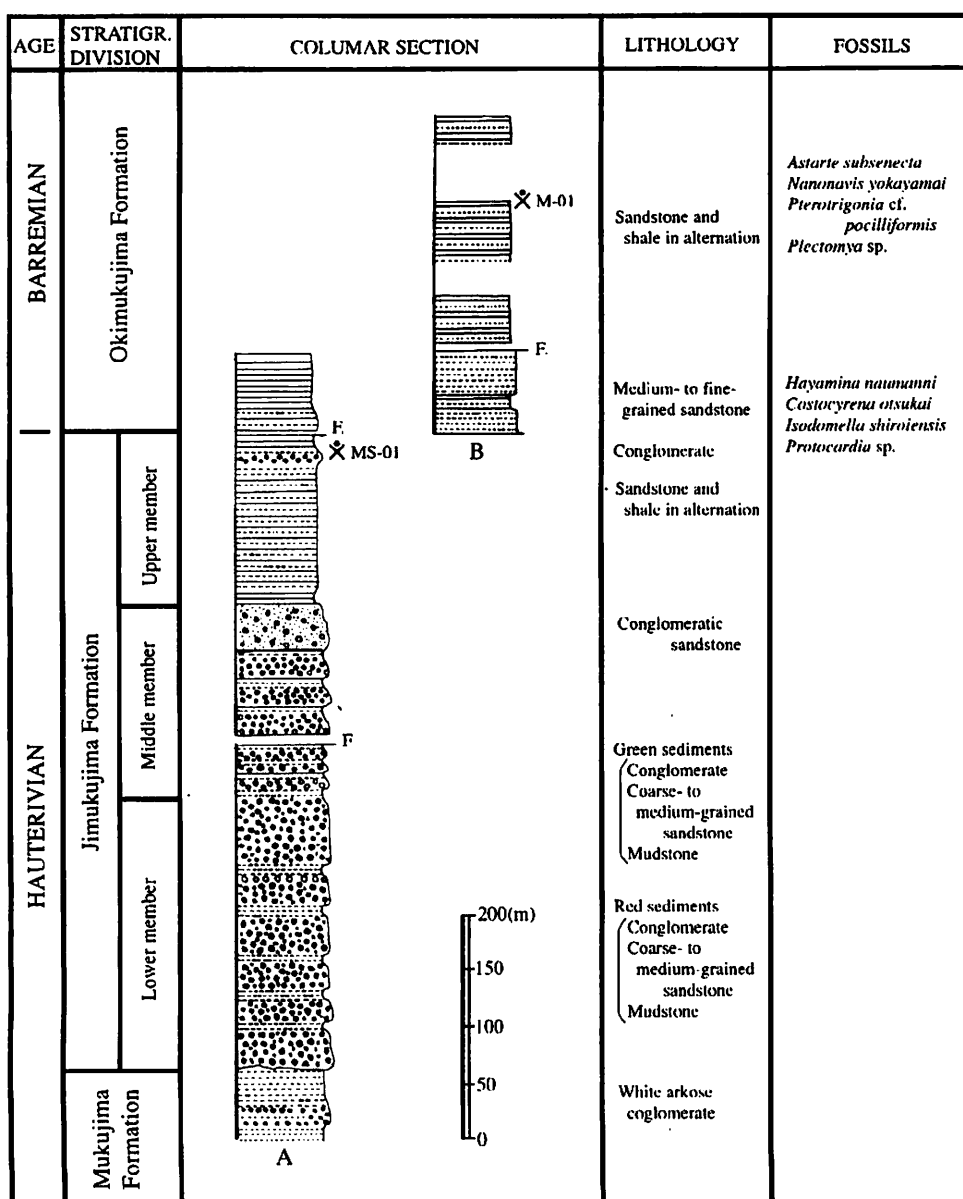 AGE
STRATIGR.
DIVISION
COLUMAR SECTION
LITHOLOGY
FOSSILS
BARREMIAN
HAUTERIVIAN
Okimukujima Formation
Jimukujima Formation
Upper member
Middle member
Lower member
Mukujima
Formation
M-01
F.
B
F.
MS-01
F
A
200(m)
150
100
50
0
Sandstone and
shale in alternation
Medium- to fine-
grained sandstone
Conglomerate
Sandstone and
shale in alternation
Conglomeratic
sandstone
Green sediments
Conglomerate
Coarse- to
medium-grained
sandstone
Mudstone
Red sediments
Conglomerate
Coarse- to
medium-grained
sandstone
Mudstone
White arkose
coglomerate
Astarte subsenecta
Nanonavis yokayamai
Pterotrigonia cf.
pocilliformis
Plectomya sp.
Hayamina naumanni
Costocyrena otsukai
Isodomella shiroiensis
Protocardia sp.